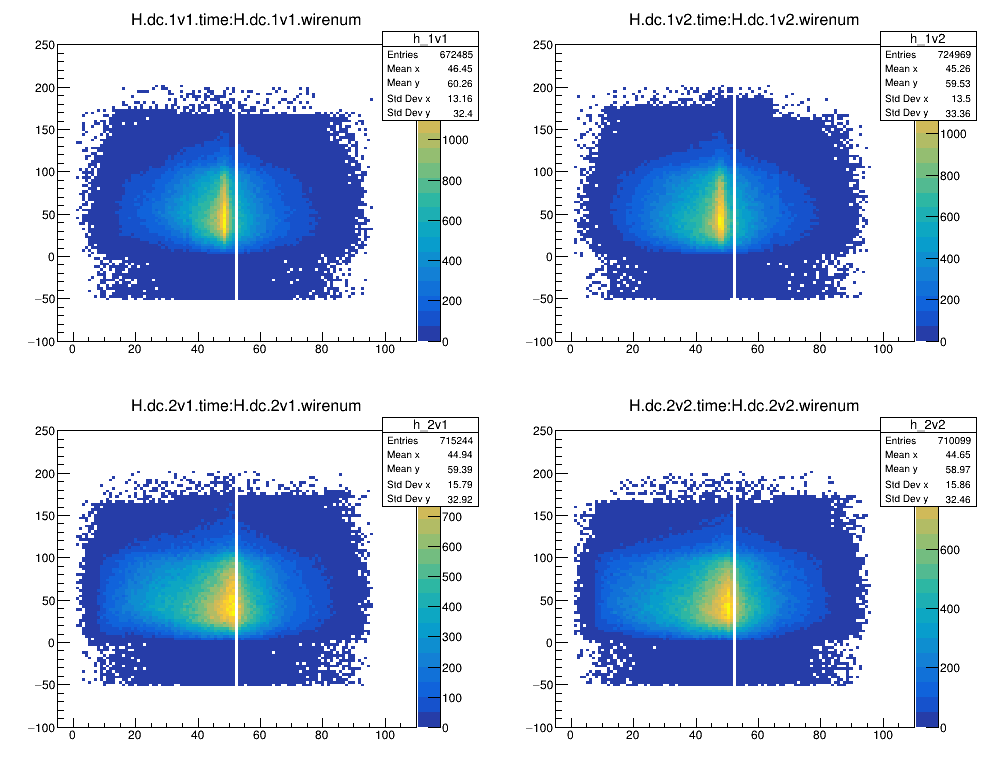 H.dc.1v1.time:H.dc.1v1.wirenum
h_1v1
Entries 672485
Mean x 46.45
Mean y 60.26
Std Dev x 13.16
Std Dev y 32.4
250
200
150
100
50
0
−50
−100
0 20 40 60 80 100
1000
800
600
400
200
0
H.dc.1v2.time:H.dc.1v2.wirenum
h_1v2
Entries 724969
Mean x 45.26
Mean y 59.53
Std Dev x 13.5
Std Dev y 33.36
250
200
150
100
50
0
−50
−100
0 20 40 60 80 100
1000
800
600
400
200
0
H.dc.2v1.time:H.dc.2v1.wirenum
h_2v1
Entries 715244
Mean x 44.94
Mean y 59.39
Std Dev x 15.79
Std Dev y 32.92
250
200
150
100
50
0
−50
−100
0 20 40 60 80 100
700
600
500
400
300
200
100
0
H.dc.2v2.time:H.dc.2v2.wirenum
h_2v2
Entries 710099
Mean x 44.65
Mean y 58.97
Std Dev x 15.86
Std Dev y 32.46
250
200
150
100
50
0
−50
−100
0 20 40 60 80 100
600
400
200
0